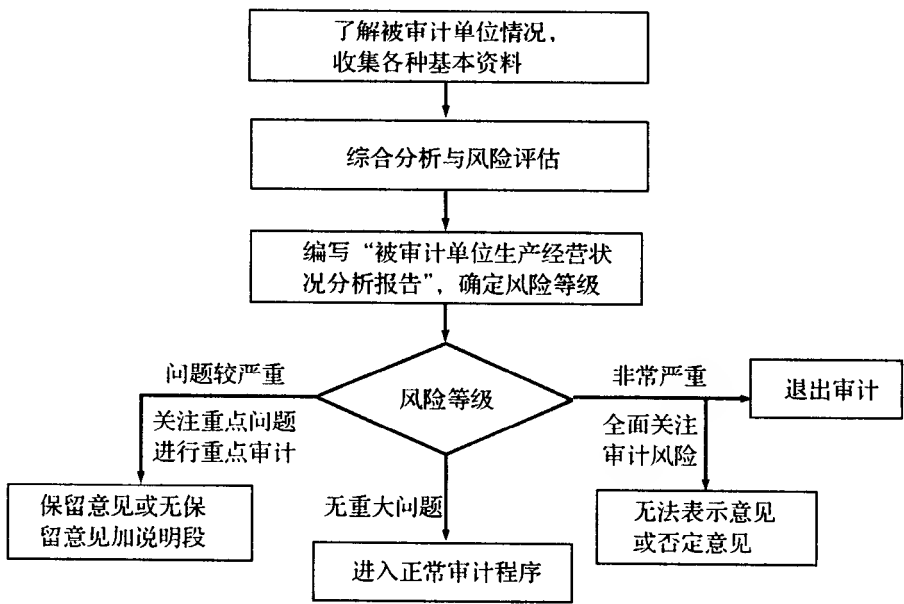 了解被审计单位情况，
收集各种基本资料
综合分析与风险评估
编写“被审计单位生产经营状
况分析报告”，确定风险等级
风险等级
问题较严重
关注重点问题
进行重点审计
保留意见或无保
留意见加说明段
无重大问题
进入正常审计程序
非常严重
全面关注
审计风险
退出审计
无法表示意见
或否定意见